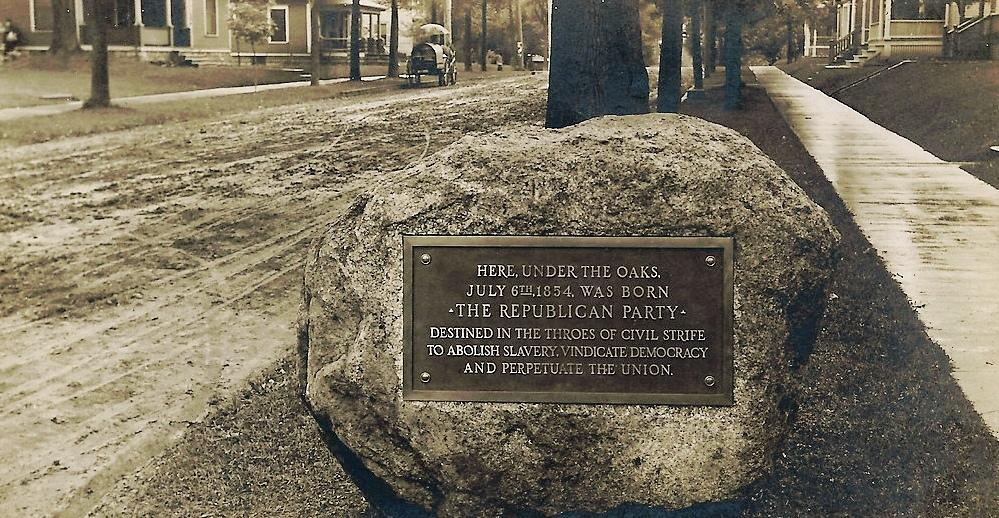 HERE, UNDER THE OAKS,
JULY 6TH, 1854, WAS BORN
·THE REPUBLICAN PARTY·
DESTINED IN THE THROES OF CIVIL STRIFE
TO ABOLISH SLAVERY, VINDICATE DEMOCRACY
AND PERPETUATE THE UNION.